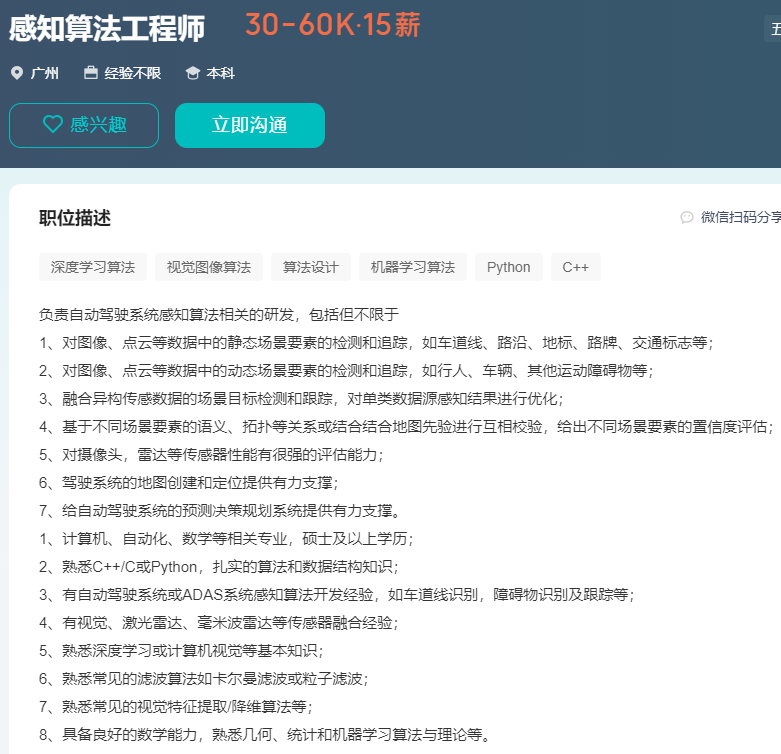 感知算法工程师 30-60K·15薪
五
广州 经验不限 本科
感兴趣 立即沟通
职位描述 微信扫码分享
深度学习算法 视觉图像算法 算法设计 机器学习算法 Python C++
负责自动驾驶系统感知算法相关的研发，包括但不限于
1、对图像、点云等数据中的静态场景要素的检测和追踪，如车道线、路沿、地标、路牌、交通标志等；
2、对图像、点云等数据中的动态场景要素的检测和追踪，如行人、车辆、其他运动障碍物等；
3、融合异构传感数据的场景目标检测和跟踪，对单类数据源感知结果进行优化；
4、基于不同场景要素的语义、拓扑等关系或结合结合地图先验进行互相校验，给出不同场景要素的置信度评估；
5、对摄像头，雷达等传感器性能有很强的评估能力；
6、驾驶系统的地图创建和定位提供有力支撑；
7、给自动驾驶系统的预测决策规划系统提供有力支撑。
1、计算机、自动化、数学等相关专业，硕士及以上学历；
2、熟悉C++/C或Python，扎实的算法和数据结构知识；
3、有自动驾驶系统或ADAS系统感知算法开发经验，如车道线识别，障碍物识别及跟踪等；
4、有视觉、激光雷达、毫米波雷达等传感器融合经验；
5、熟悉深度学习或计算机视觉等基本知识；
6、熟悉常见的滤波算法如卡尔曼滤波或粒子滤波；
7、熟悉常见的视觉特征提取/降维算法等；
8、具备良好的数学能力，熟悉几何、统计和机器学习算法与理论等。